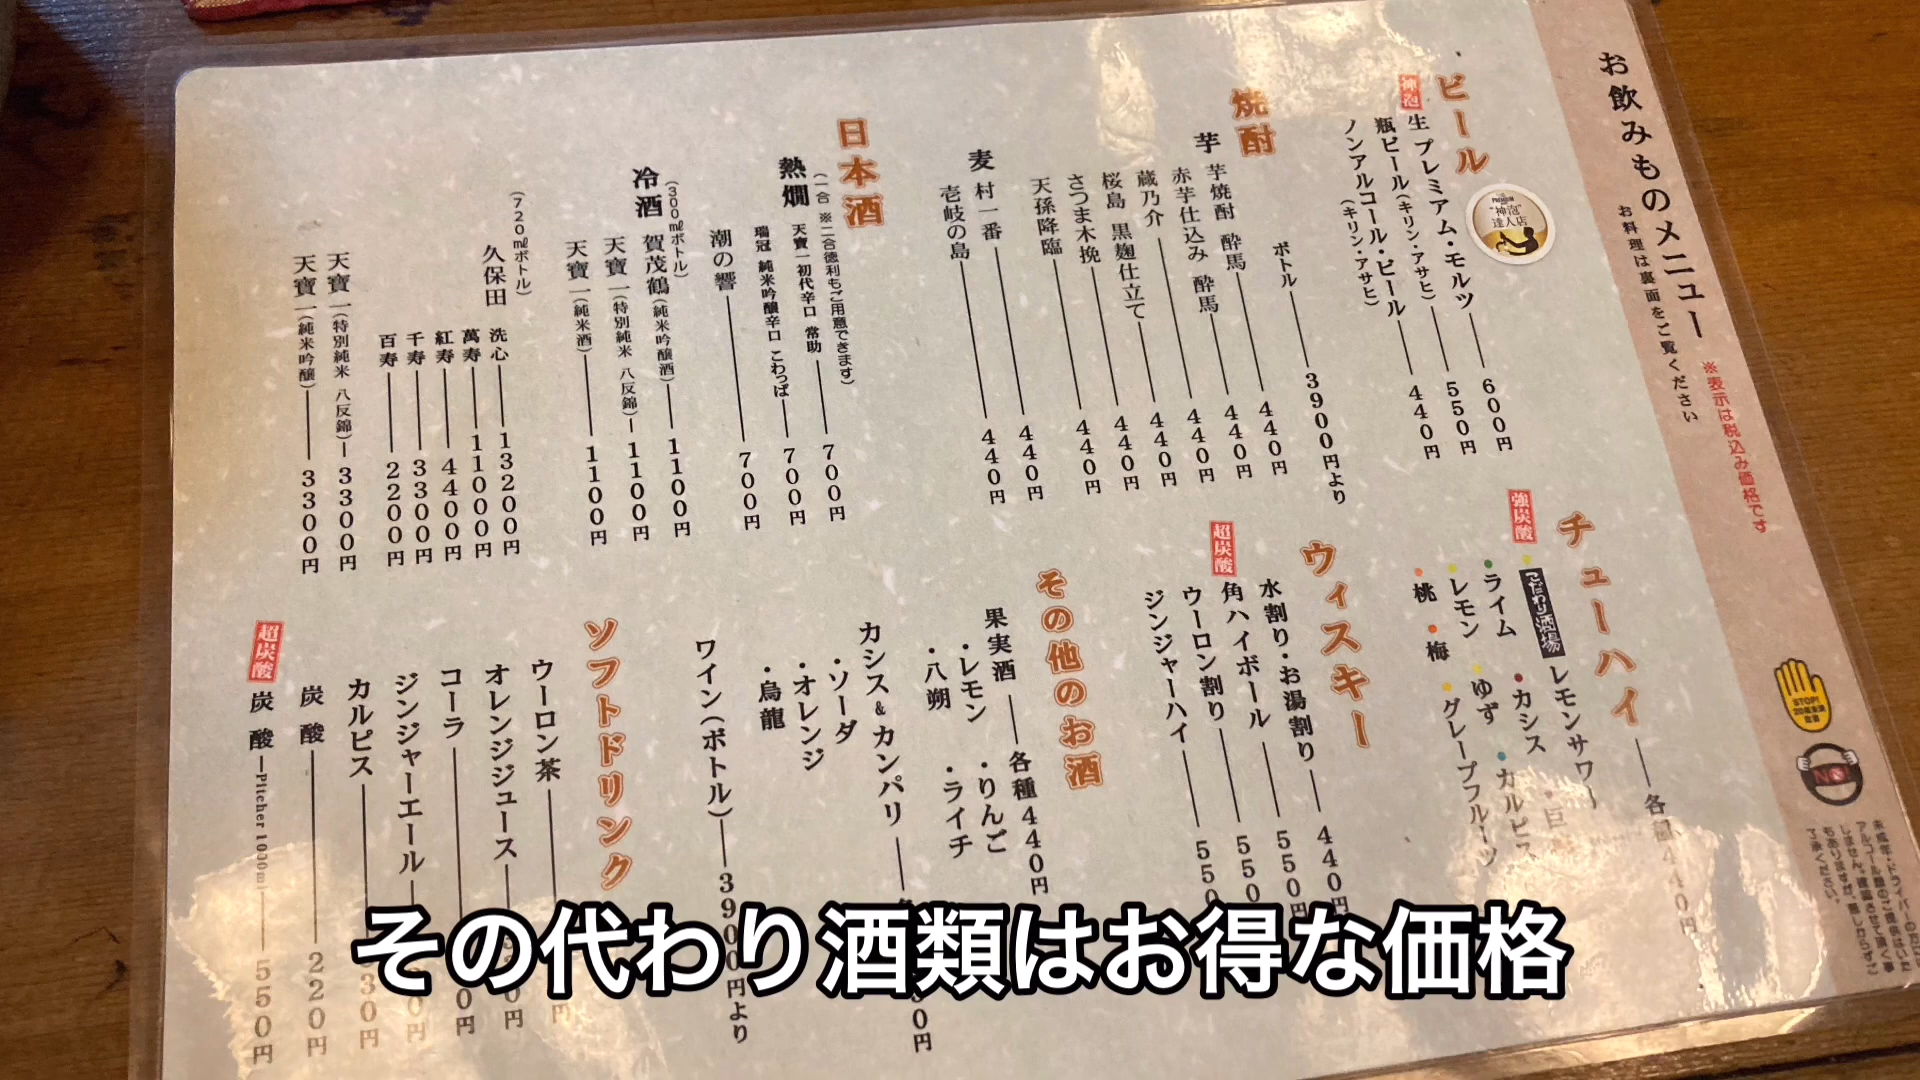 お飲みものメニュー
※表示は税込み価格です
お料理は裏面をご覧ください
ビール
神泡
生 プレミアム・モルツ 600円
瓶ビール(キリン・アサヒ) 550円
ノンアルコール・ビール(キリン・アサヒ) 440円
PREMIUM
"神泡"
達人店
焼酎
ボトル 3900円より
芋
芋焼酎 酔馬 440円
赤芋仕込み 酔馬 440円
蔵乃介 440円
桜島 黒麹仕立て 440円
さつま木挽 440円
天孫降臨 440円
麦
村一番 440円
壱岐の島 440円
日本酒
熱燗
(一合 ※二合徳利もご用意できます)
天寶一初代辛口 常助 700円
瑞冠 純米吟醸辛口 こわっぱ 700円
潮の響 700円
冷酒
(300mlボトル)
賀茂鶴(純米吟醸酒) 1100円
天寶一(特別純米 八反錦) 1100円
天寶一(純米酒) 1100円
(720mlボトル)
久保田
洗心 13200円
萬寿 11000円
紅寿 4400円
千寿 3300円
百寿 2200円
天寶一(特別純米 八反錦) 3300円
天寶一(純米吟醸) 3300円
チューハイ 各種440円
強炭酸
・こだわり酒場 レモンサワー
・巨
・ライム ・カシス ・カルピス
・レモン ・ゆず ・グレープフルーツ
・桃 ・梅
ウィスキー
水割り・お湯割り 440円
超炭酸 角ハイボール 550円
ウーロン割り 550
ジンジャーハイ 550
その他のお酒
果実酒 各種440円
・レモン ・りんご
・八朔 ・ライチ
カシス&カンパリ
・ソーダ
・オレンジ
・烏龍
ワイン(ボトル) 3900円より
ソフトドリンク
ウーロン茶
オレンジジュース
コーラ
ジンジャーエール
カルピス
炭酸 220円
超炭酸 炭酸 Pitcher 1000ml 550円
STOP!
NO!
その代わり酒類はお得な価格